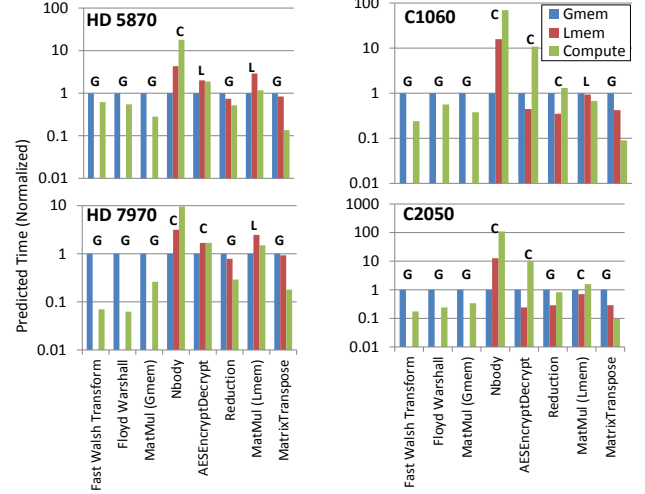 Predicted Time (Normalized)
HD 5870
100
10
1
0.1
0.01
G G G C L G L G
C1060
Gmem
Lmem
Compute
100
10
1
0.1
0.01
G G G C C C L G
HD 7970
10
1
0.1
0.01
G G G C C G L G
Fast Walsh Transform
Floyd Warshall
MatMul (Gmem)
Nbody
AESEncryptDecrypt
Reduction
MatMul (Lmem)
MatrixTranspose
C2050
1000
100
10
1
0.1
0.01
G G G C C G C G
Fast Walsh Transform
Floyd Warshall
MatMul (Gmem)
Nbody
AESEncryptDecrypt
Reduction
MatMul (Lmem)
MatrixTranspose